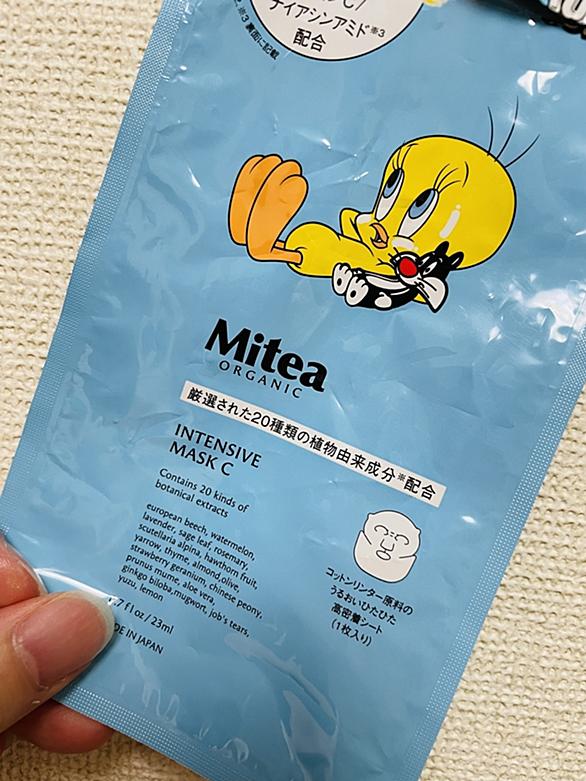 ナイアシンアミド※3
配合
※3 裏面に記載
Mitea
ORGANIC
厳選された20種類の植物由来成分※配合
INTENSIVE
MASK C
Contains 20 kinds of
botanical extracts
european beech, watermelon,
lavender, sage leaf, rosemary,
scutellaria alpina, hawthorn fruit,
yarrow, thyme, almond,olive,
strawberry geranium, chinese peony,
prunus mume, aloe vera,
ginkgo biloba,mugwort, job's tears,
yuzu, lemon
.7 fl oz / 23ml
DE IN JAPAN
コットンリンター原料の
うるおいひたひた
高密着シート
(1枚入り)